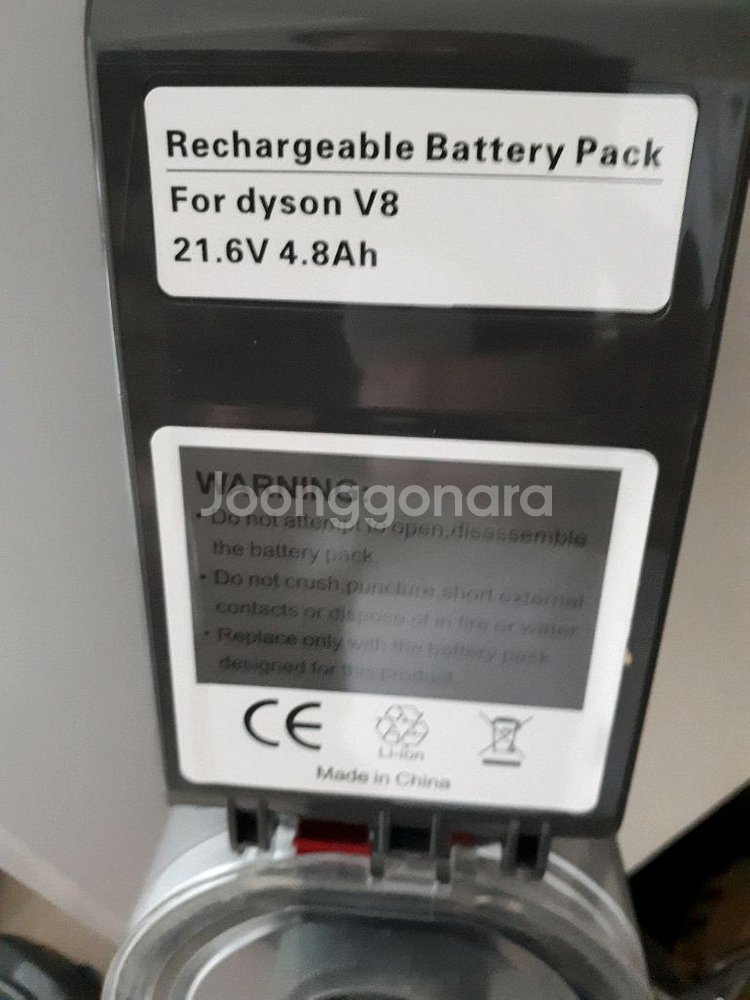 Rechargeable Battery Pack
For dyson V8
21.6V 4.8Ah
WARNING:
Joonggonara
• Do not attempt to open,disassemble
the battery pack.
• Do not crush,puncture,short external
contacts or dispose of in fire or water.
• Replace only with the battery pack
designed for this product.
CE
Li-ion
Made in China